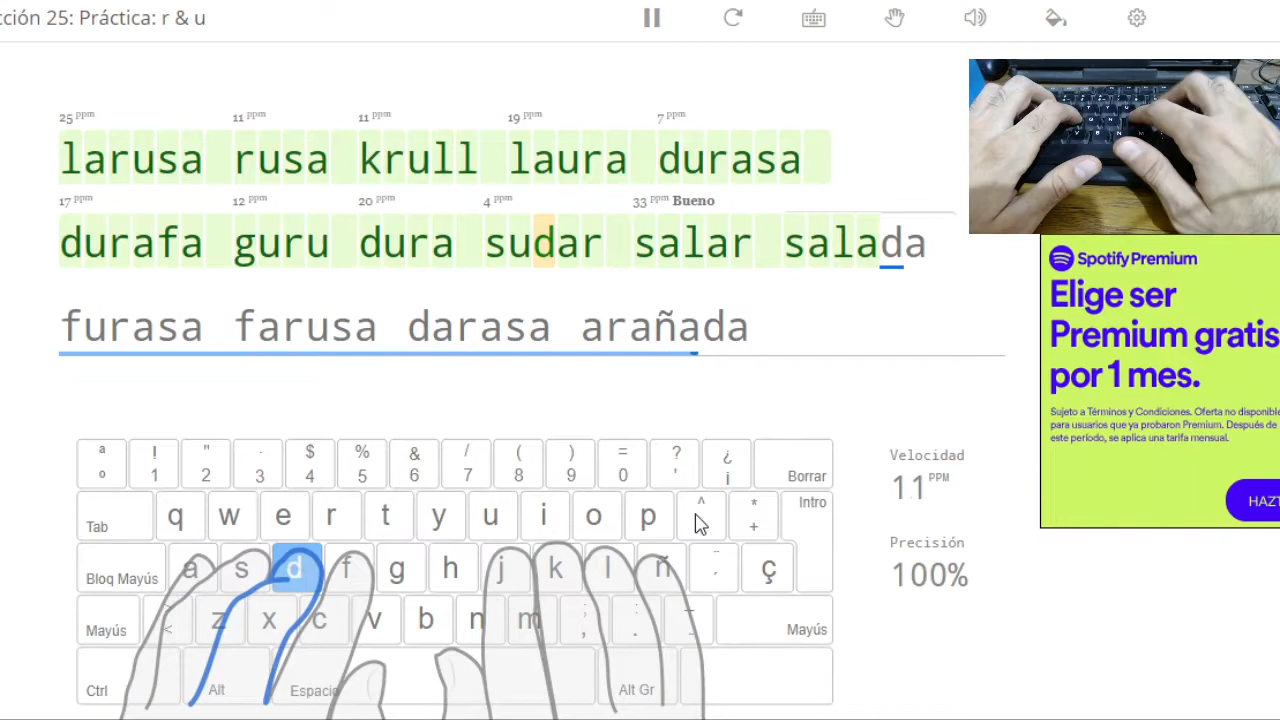 cción 25: Práctica: r & u
25 ppm 11 ppm 11 ppm 19 ppm 7 ppm
larusa rusa krull laura durasa
17 ppm 12 ppm 20 ppm 4 ppm 33 ppm Bueno
durafa guru dura sudar salar salada
furasa farusa darasa arañada
Spotify Premium
Elige ser
Premium gratis
por 1 mes.
Sujeto a Términos y Condiciones. Oferta no disponible
para usuarios que ya probaron Premium. Después de
este período, se aplica una tarifa mensual.
HAZT
Velocidad
11 PPM
Precisión
100%
ª ! " · $ % & / ( ) = ? ¿
º 1 2 3 4 5 6 7 8 9 0 ' ¡ Borrar
Tab q w e r t y u i o p ^ * + Intro
Bloq Mayús a s d f g h j k l ñ ¨ ´ ç
Mayús < z x c v b n m ; , : . _ - Mayús
Ctrl Alt Espacio Alt Gr